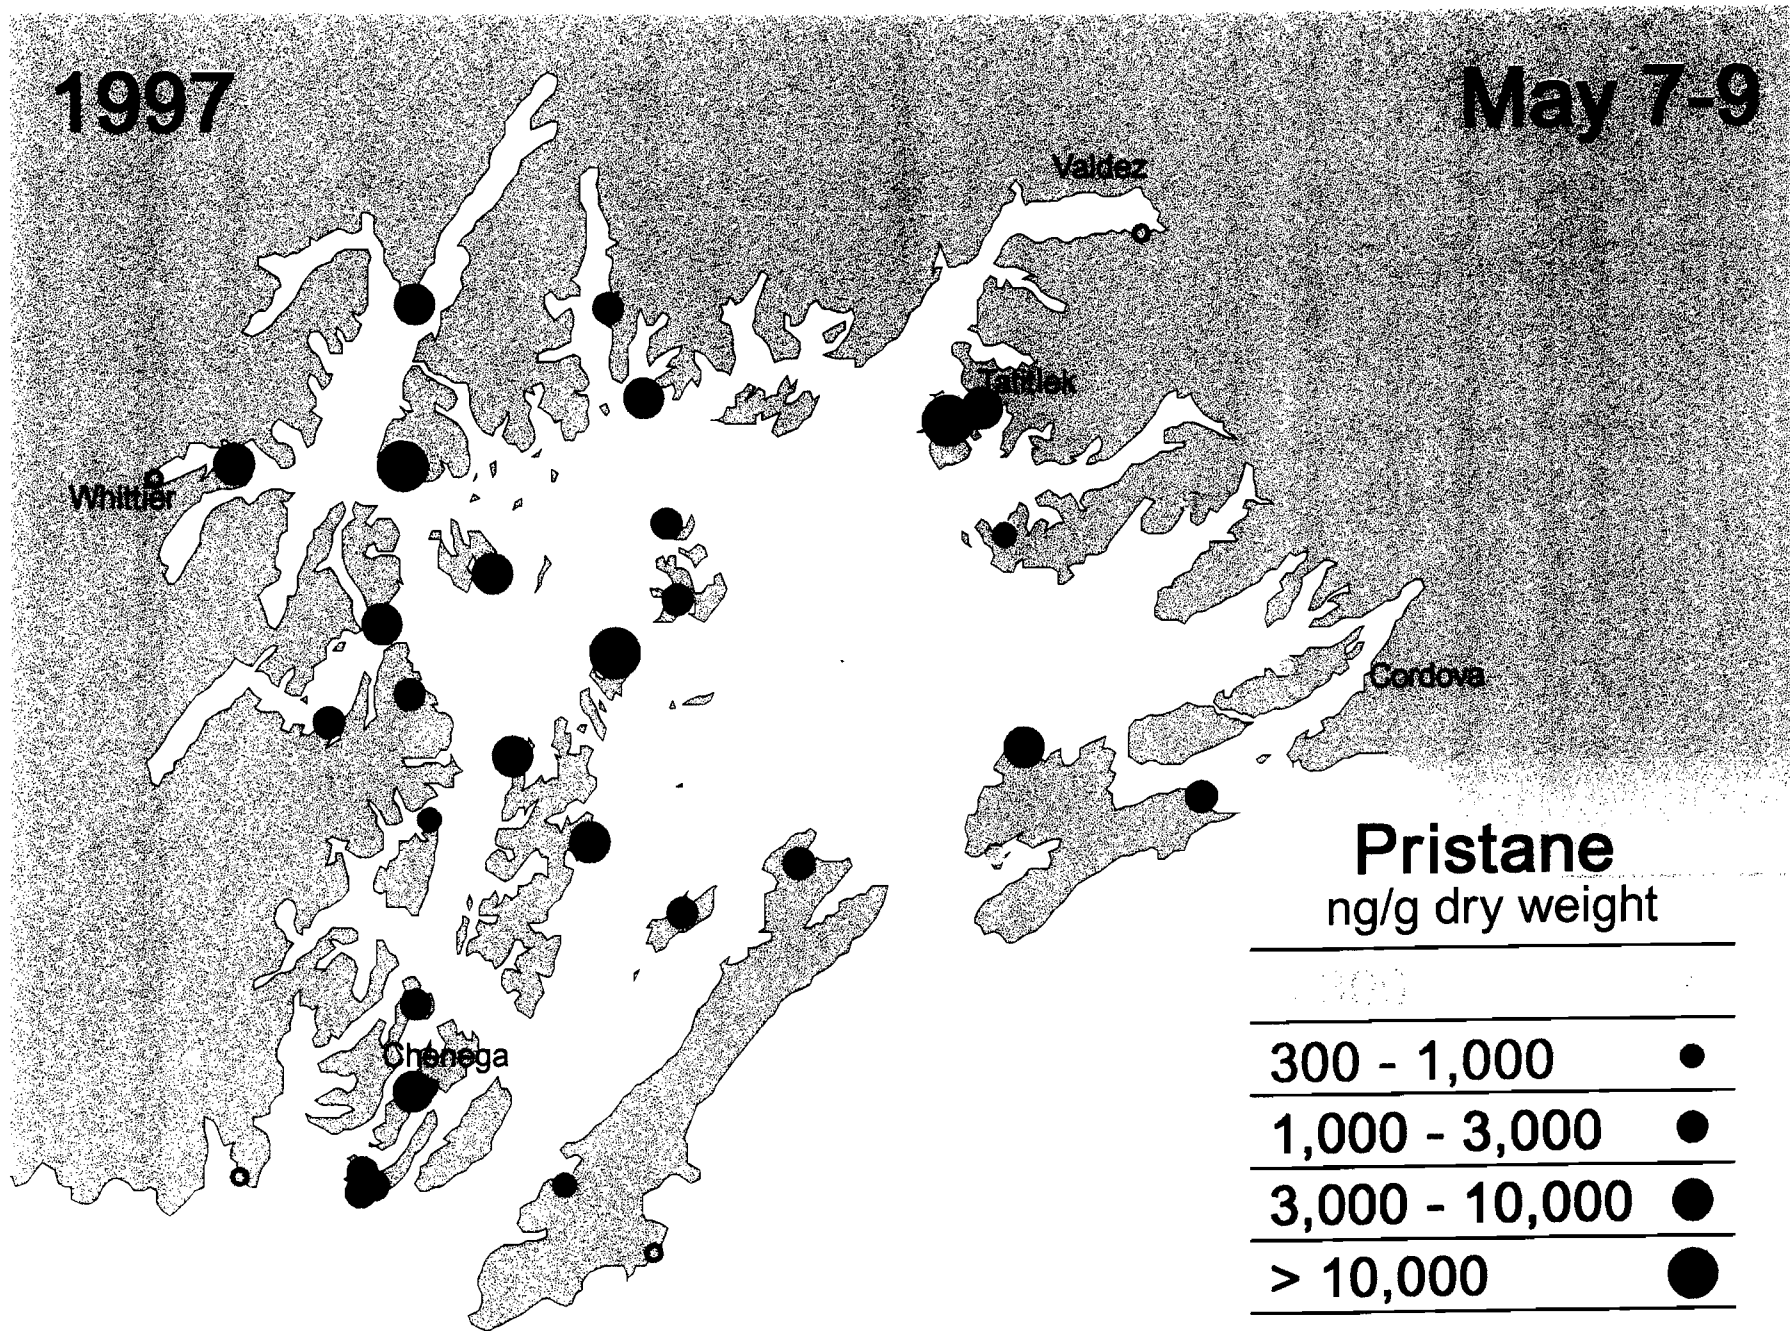 1997
May 7-9
Valdez
Tatitlek
Whittier
Cordova
Chenega
Pristane
ng/g dry weight
300 - 1,000
1,000 - 3,000
3,000 - 10,000
> 10,000